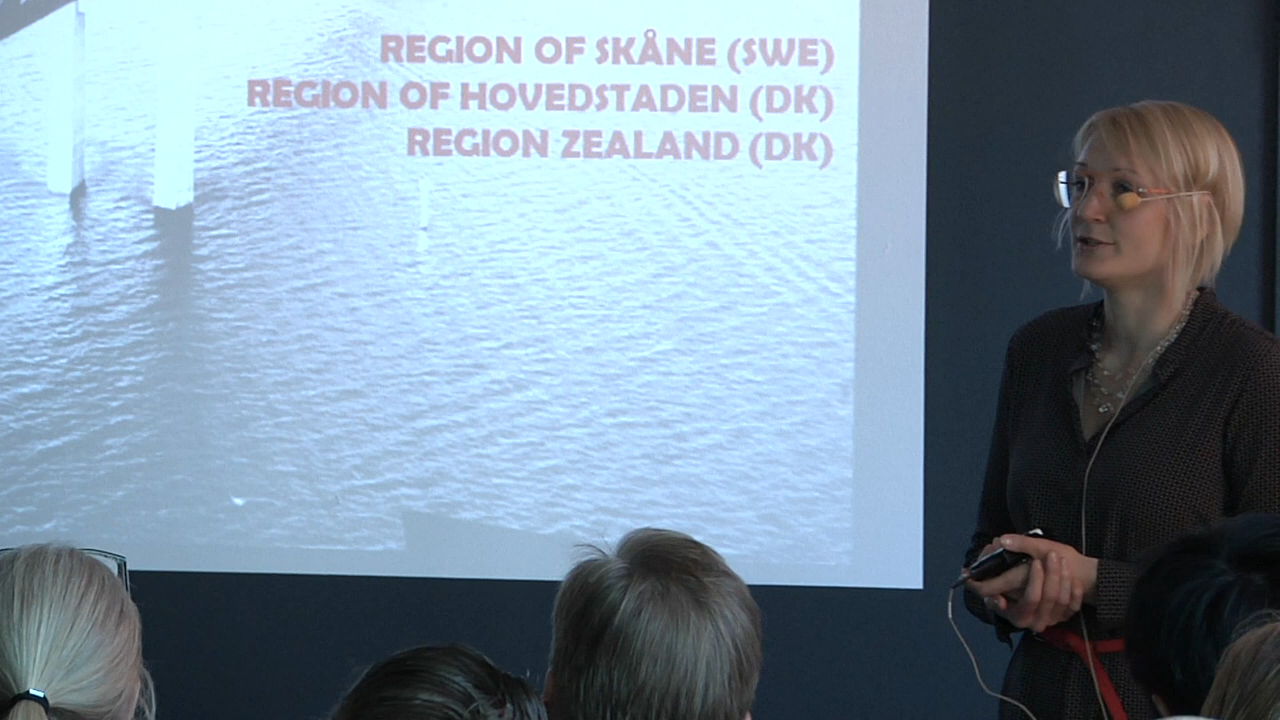 REGION OF SKÅNE (SWE)
REGION OF HOVEDSTADEN (DK)
REGION ZEALAND (DK)